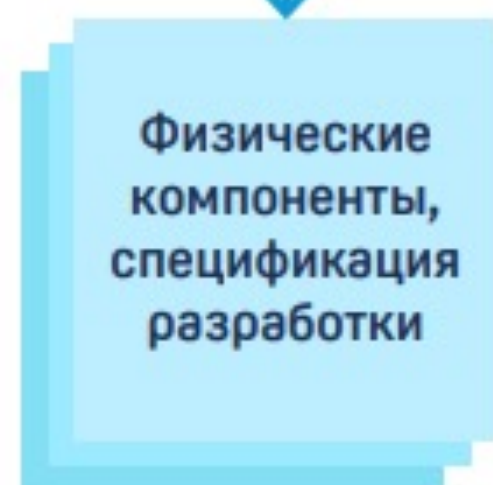 Физические
компоненты,
спецификация
разработки